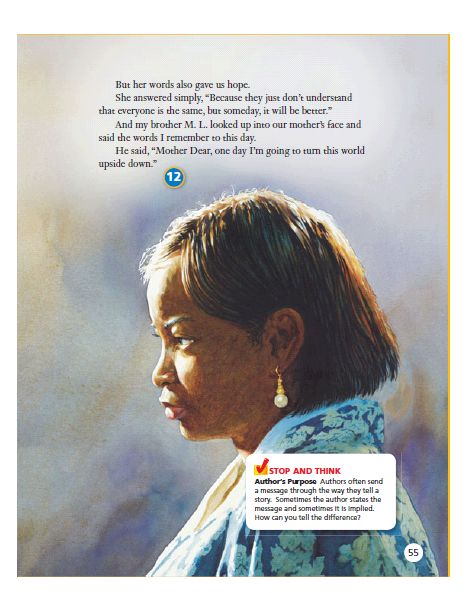 But her words also gave us hope.
She answered simply, “Because they just don’t understand
that everyone is the same, but someday, it will be better.”
And my brother M. L. looked up into our mother’s face and
said the words I remember to this day.
He said, “Mother Dear, one day I’m going to turn this world
upside down.”
12
STOP AND THINK
Author’s Purpose Authors often send
a message through the way they tell a
story. Sometimes the author states the
message and sometimes it is implied.
How can you tell the difference?
55